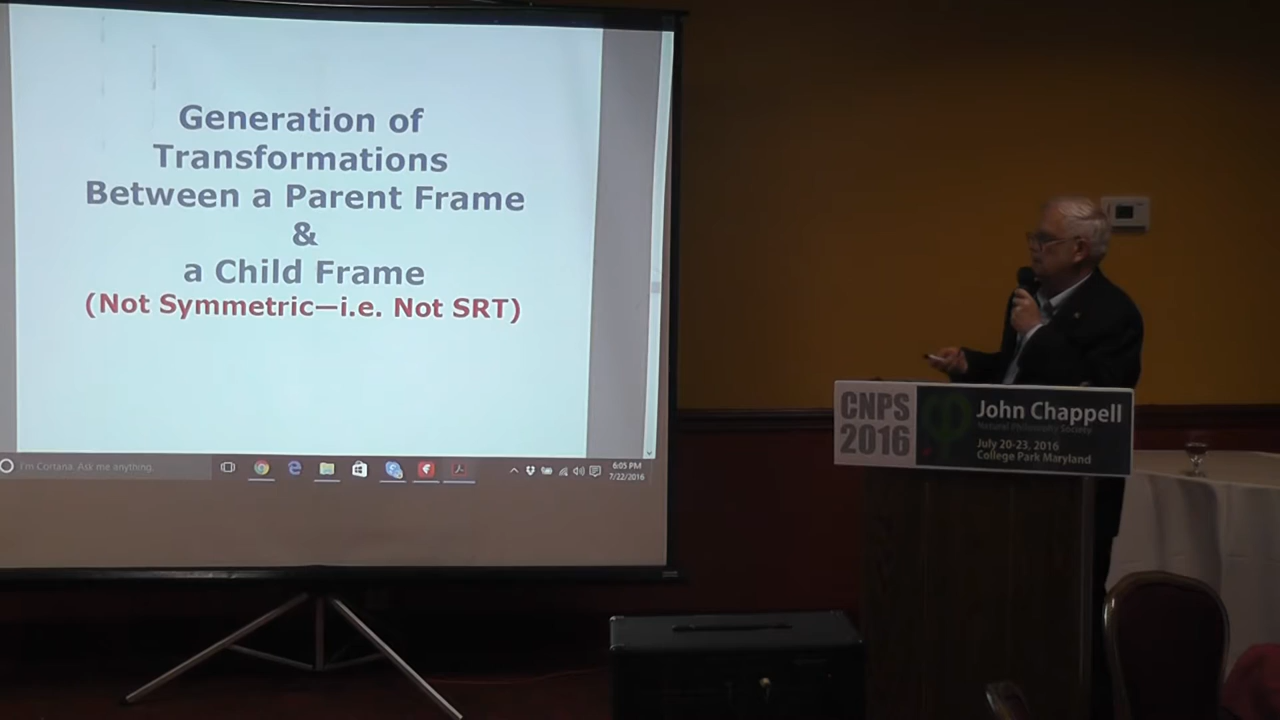 Generation of
Transformations
Between a Parent Frame
&
a Child Frame
(Not Symmetric—i.e. Not SRT)
I'm Cortana. Ask me anything.
6:05 PM
7/22/2016
CNPS
2016
John Chappell
Natural Philosophy Society
July 20-23, 2016
College Park Maryland